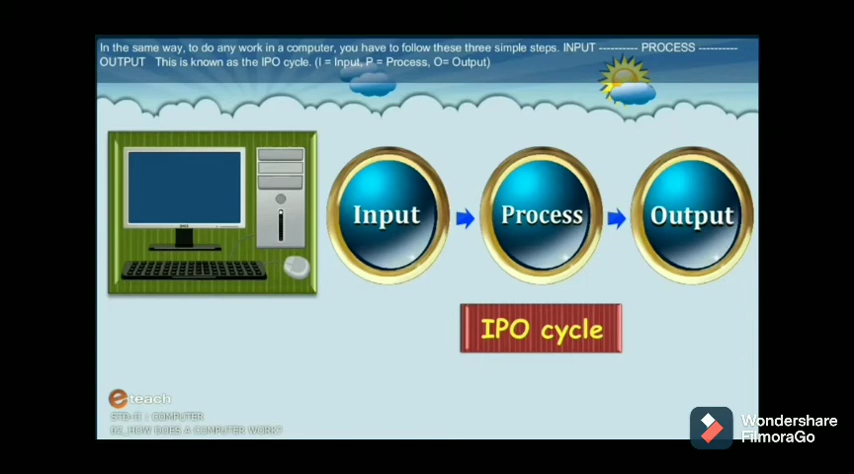 In the same way, to do any work in a computer, you have to follow these three simple steps. INPUT ---------- PROCESS ----------
OUTPUT This is known as the IPO cycle. (I = Input, P = Process, O= Output)
Input
Process
Output
IPO cycle
eteach
STD-II : COMPUTER
02_HOW DOES A COMPUTER WORK?
Wondershare
FilmoraGo